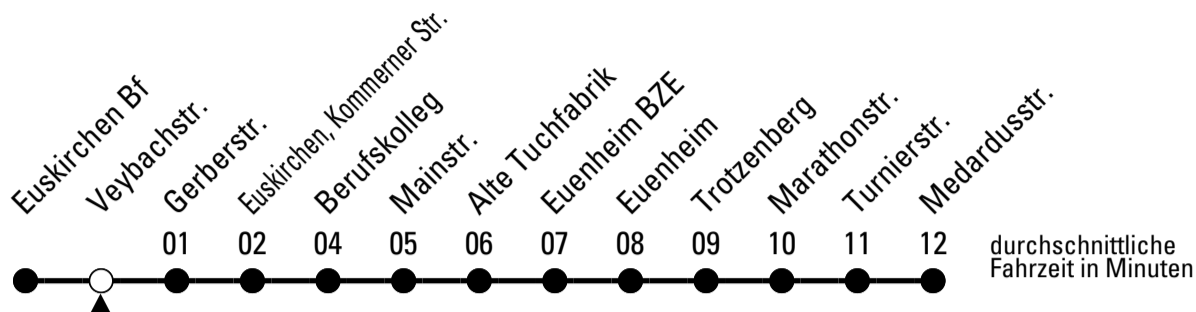 Euskirchen Bf
Veybachstr.
Gerberstr.
Euskirchen, Kommerner Str.
Berufskolleg
Mainstr.
Alte Tuchfabrik
Euenheim BZE
Euenheim
Trotzenberg
Marathonstr.
Turnierstr.
Medardusstr.
01 02 04 05 06 07 08 09 10 11 12
durchschnittliche
Fahrzeit in Minuten